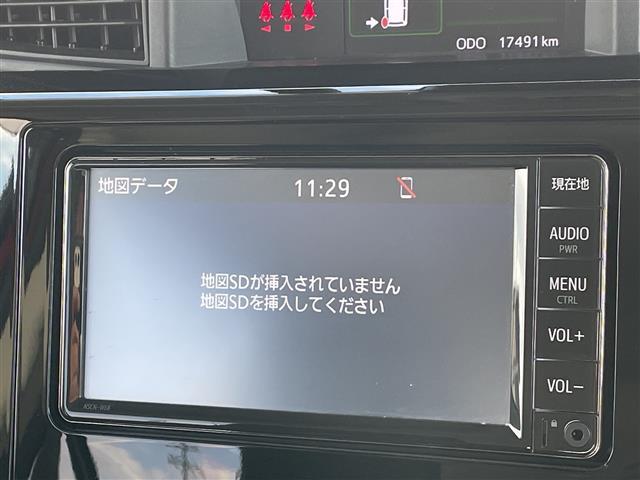 ODO 17491km
地図データ 11:29
現在地
AUDIO
PWR
地図SDが挿入されていません
地図SDを挿入してください
MENU
CTRL
VOL+
VOL-